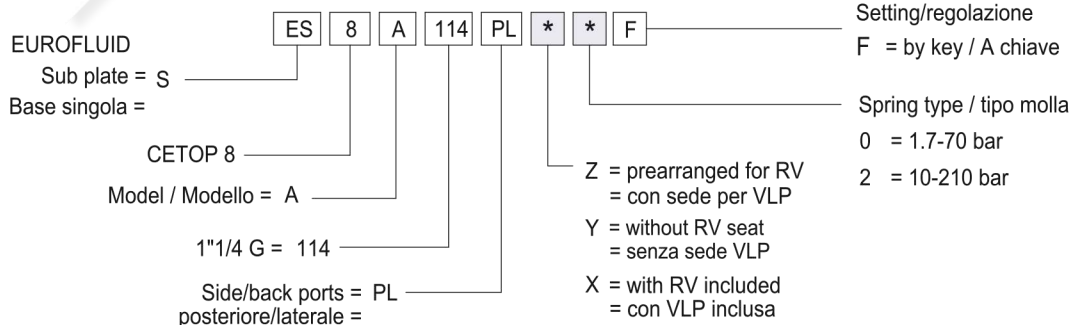 ES 8 A 114 PL * * F
Setting/regolazione
F = by key / A chiave
EUROFLUID
Sub plate = S
Base singola =
Spring type / tipo molla
0 = 1.7-70 bar
2 = 10-210 bar
CETOP 8
Z = prearranged for RV
= con sede per VLP
Model / Modello = A
Y = without RV seat
= senza sede VLP
1"1/4 G = 114
X = with RV included
= con VLP inclusa
Side/back ports = PL
posteriore/laterale =